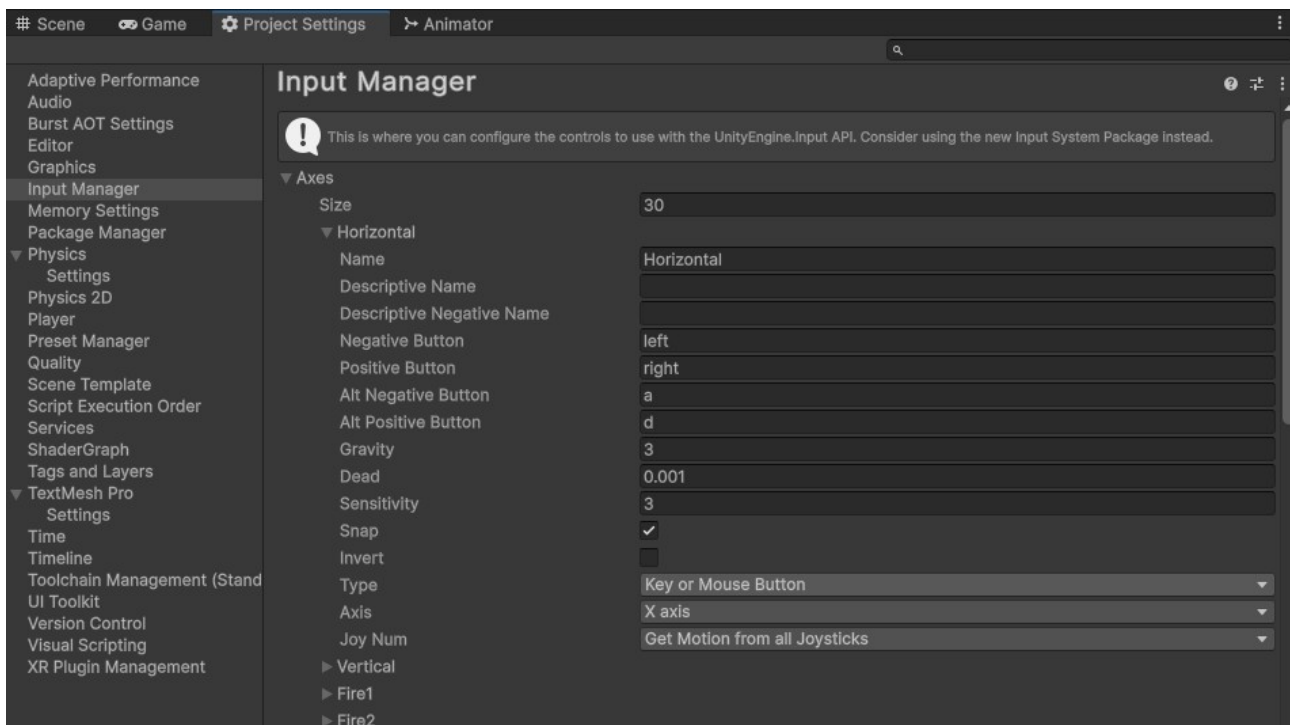 Scene Game Project Settings Animator
Adaptive Performance
Audio
Burst AOT Settings
Editor
Graphics
Input Manager
Memory Settings
Package Manager
Physics
Settings
Physics 2D
Player
Preset Manager
Quality
Scene Template
Script Execution Order
Services
ShaderGraph
Tags and Layers
TextMesh Pro
Settings
Time
Timeline
Toolchain Management (Stand
UI Toolkit
Version Control
Visual Scripting
XR Plugin Management
Input Manager
This is where you can configure the controls to use with the UnityEngine.Input API. Consider using the new Input System Package instead.
Axes
Size 30
Horizontal
Name Horizontal
Descriptive Name
Descriptive Negative Name
Negative Button left
Positive Button right
Alt Negative Button a
Alt Positive Button d
Gravity 3
Dead 0.001
Sensitivity 3
Snap
Invert
Type Key or Mouse Button
Axis X axis
Joy Num Get Motion from all Joysticks
Vertical
Fire1
Fire2